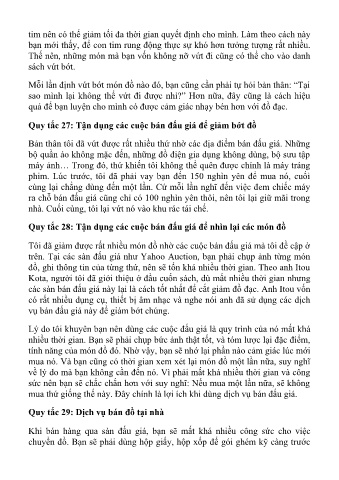 tim nên có thể giảm tối đa thời gian quyết định cho mình. Làm theo cách này
bạn mới thấy, để con tim rung động thực sự khó hơn tưởng tượng rất nhiều.
Thế nên, những món mà bạn vốn không nỡ vứt đi cũng có thể cho vào danh
sách vứt bớt.
Mỗi lần định vứt bớt món đồ nào đó, bạn cũng cần phải tự hỏi bản thân: “Tại
sao mình lại không thể vứt đi được nhỉ?” Hơn nữa, đây cũng là cách hiệu
quả để bạn luyện cho mình có được cảm giác nhạy bén hơn với đồ đạc.
Quy tắc 27: Tận dụng các cuộc bán đấu giá để giảm bớt đồ
Bản thân tôi đã vứt được rất nhiều thứ nhờ các địa điểm bán đấu giá. Những
bộ quần áo không mặc đến, những đồ điện gia dụng không dùng, bộ sưu tập
máy ảnh… Trong đó, thứ khiến tôi không thể quên được chính là máy tráng
phim. Lúc trước, tôi đã phải vay bạn đến 150 nghìn yên để mua nó, cuối
cùng lại chẳng dùng đến một lần. Cứ mỗi lần nghĩ đến việc đem chiếc máy
ra chỗ bán đấu giá cũng chỉ có 100 nghìn yên thôi, nên tôi lại giữ mãi trong
nhà. Cuối cùng, tôi lại vứt nó vào khu rác tái chế.
Quy tắc 28: Tận dụng các cuộc bán đấu giá để nhìn lại các món đồ
Tôi đã giảm được rất nhiều món đồ nhờ các cuộc bán đấu giá mà tôi đề cập ở
trên. Tại các sàn đấu giá như Yahoo Auction, bạn phải chụp ảnh từng món
đồ, ghi thông tin của từng thứ, nên sẽ tốn khá nhiều thời gian. Theo anh Itou
Kota, người tôi đã giới thiệu ở đầu cuốn sách, dù mất nhiều thời gian nhưng
các sàn bán đấu giá này lại là cách tốt nhất để cắt giảm đồ đạc. Anh Itou vốn
có rất nhiều dụng cụ, thiết bị âm nhạc và nghe nói anh đã sử dụng các dịch
vụ bán đấu giá này để giảm bớt chúng.
Lý do tôi khuyên bạn nên dùng các cuộc đấu giá là quy trình của nó mất khá
nhiều thời gian. Bạn sẽ phải chụp bức ảnh thật tốt, và tóm lược lại đặc điểm,
tính năng của món đồ đó. Nhờ vậy, bạn sẽ nhớ lại phần nào cảm giác lúc mới
mua nó. Và bạn cũng có thời gian xem xét lại món đồ một lần nữa, suy nghĩ
về lý do mà bạn không cần đến nó. Vì phải mất khá nhiều thời gian và công
sức nên bạn sẽ chắc chắn hơn với suy nghĩ: Nếu mua một lần nữa, sẽ không
mua thứ giống thế này. Đây chính là lợi ích khi dùng dịch vụ bán đấu giá.
Quy tắc 29: Dịch vụ bán đồ tại nhà
Khi bán hàng qua sàn đấu giá, bạn sẽ mất khá nhiều công sức cho việc
chuyển đồ. Bạn sẽ phải dùng hộp giấy, hộp xốp để gói ghém kỹ càng trước